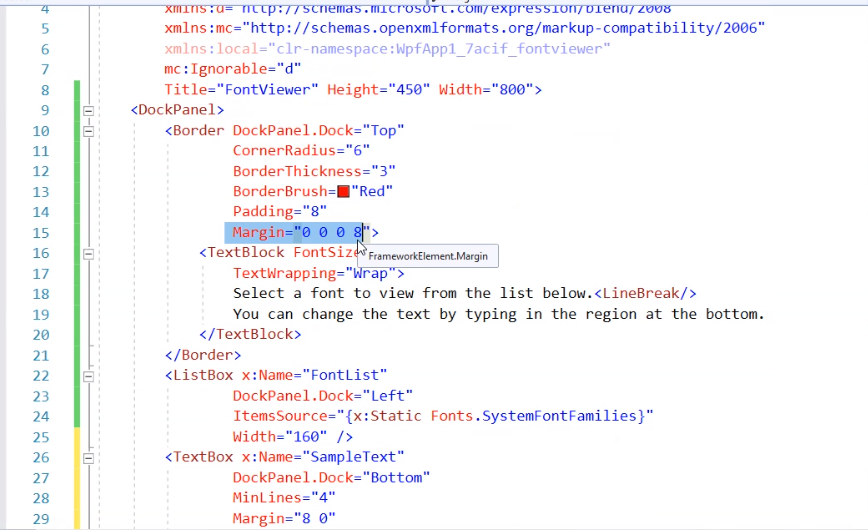 4 xmlns:d="http://schemas.microsoft.com/expression/blend/2008"
5 xmlns:mc="http://schemas.openxmlformats.org/markup-compatibility/2006"
6 xmlns:local="clr-namespace:WpfApp1_7acif_fontviewer"
7 mc:Ignorable="d"
8 Title="FontViewer" Height="450" Width="800">
9 <DockPanel>
10 <Border DockPanel.Dock="Top"
11 CornerRadius="6"
12 BorderThickness="3"
13 BorderBrush="Red"
14 Padding="8"
15 Margin="0 0 0 8">
16 <TextBlock FontSize
FrameworkElement.Margin
17 TextWrapping="Wrap">
18 Select a font to view from the list below.<LineBreak/>
19 You can change the text by typing in the region at the bottom.
20 </TextBlock>
21 </Border>
22 <ListBox x:Name="FontList"
23 DockPanel.Dock="Left"
24 ItemsSource="{x:Static Fonts.SystemFontFamilies}"
25 Width="160" />
26 <TextBox x:Name="SampleText"
27 DockPanel.Dock="Bottom"
28 MinLines="4"
29 Margin="8 0"